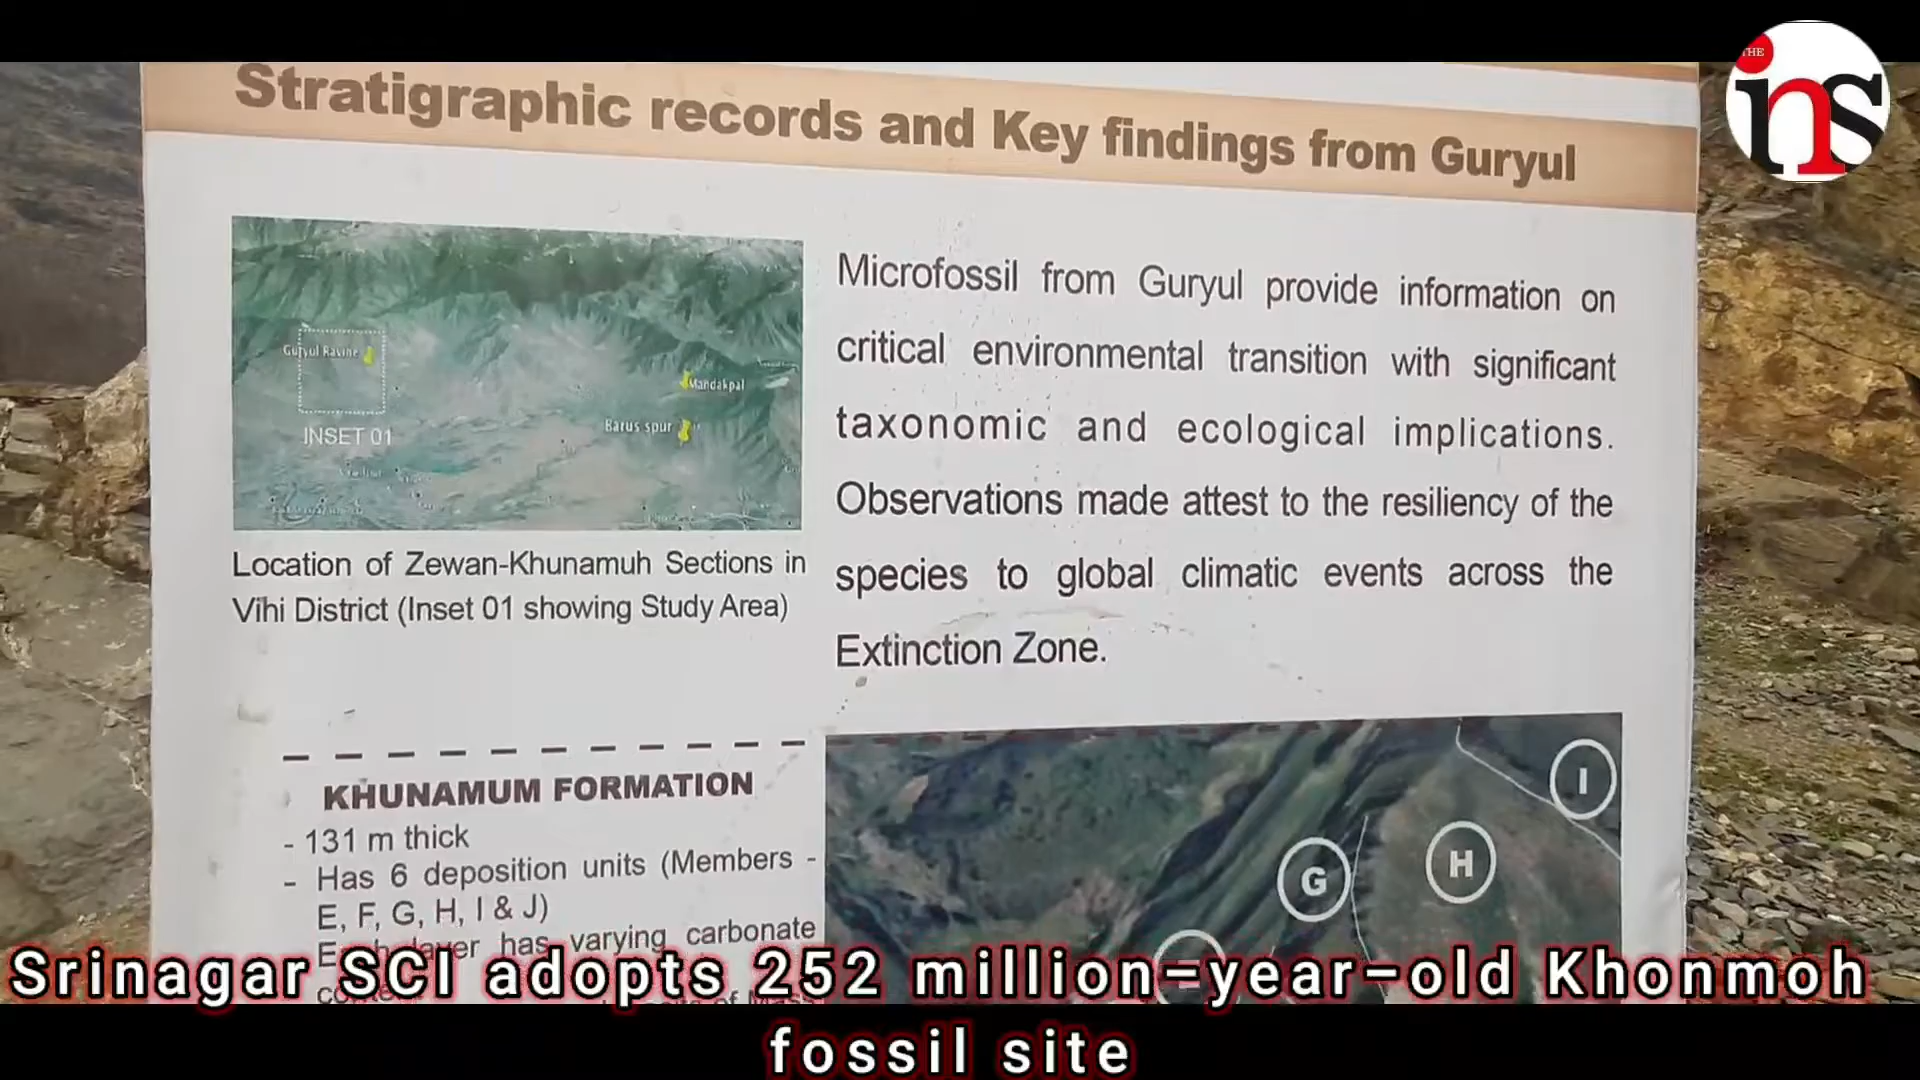 THE
ins
Stratigraphic records and Key findings from Guryul
Guryul Ravine
Mandakpal
Barus spur
INSET 01
Location of Zewan-Khunamuh Sections in
Vihi District (Inset 01 showing Study Area)
Microfossil from Guryul provide information on
critical environmental transition with significant
taxonomic and ecological implications.
Observations made attest to the resiliency of the
species to global climatic events across the
Extinction Zone.
KHUNAMUM FORMATION
- 131 m thick
- Has 6 deposition units (Members -
E, F, G, H, I & J)
Each layer has varying carbonate
I
H
G
Srinagar SCI adopts 252 million-year-old Khonmoh
fossil site